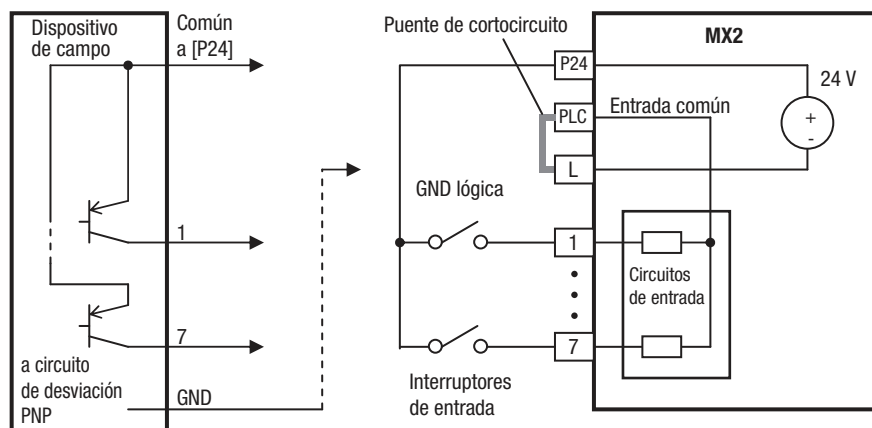 Dispositivo
de campo
Común
a [P24]
1
7
a circuito
de desviación
PNP
GND
Puente de cortocircuito
MX2
P24
24 V
PLC
Entrada común
+
-
L
GND lógica
1
Circuitos
de entrada
7
Interruptores
de entrada